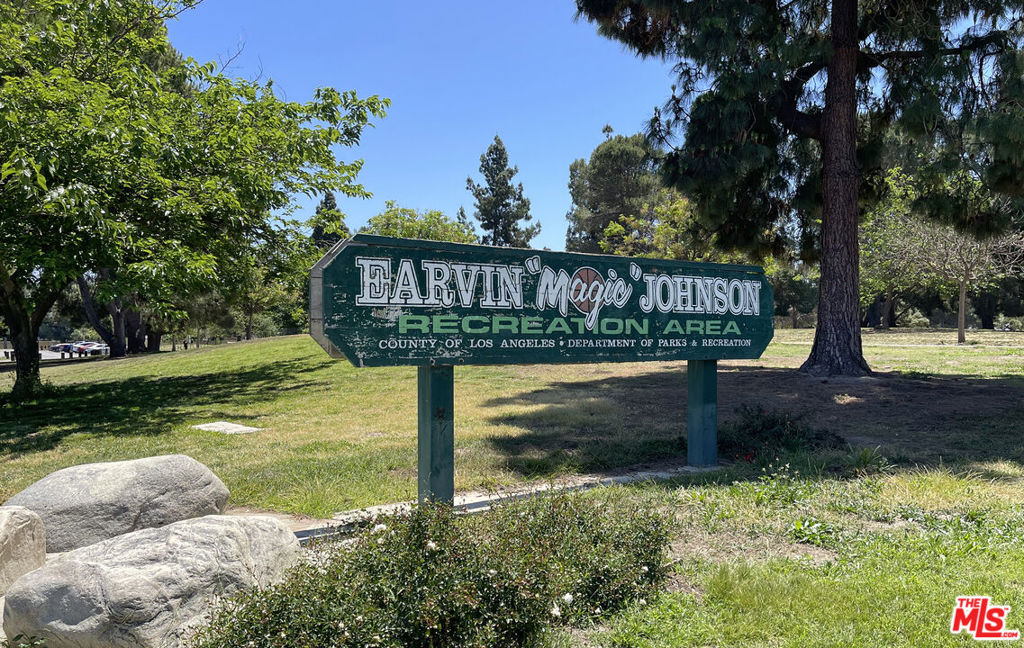 EARVIN "Magic" JOHNSON
RECREATION AREA
COUNTY OF LOS ANGELES • DEPARTMENT OF PARKS & RECREATION
THE MLS